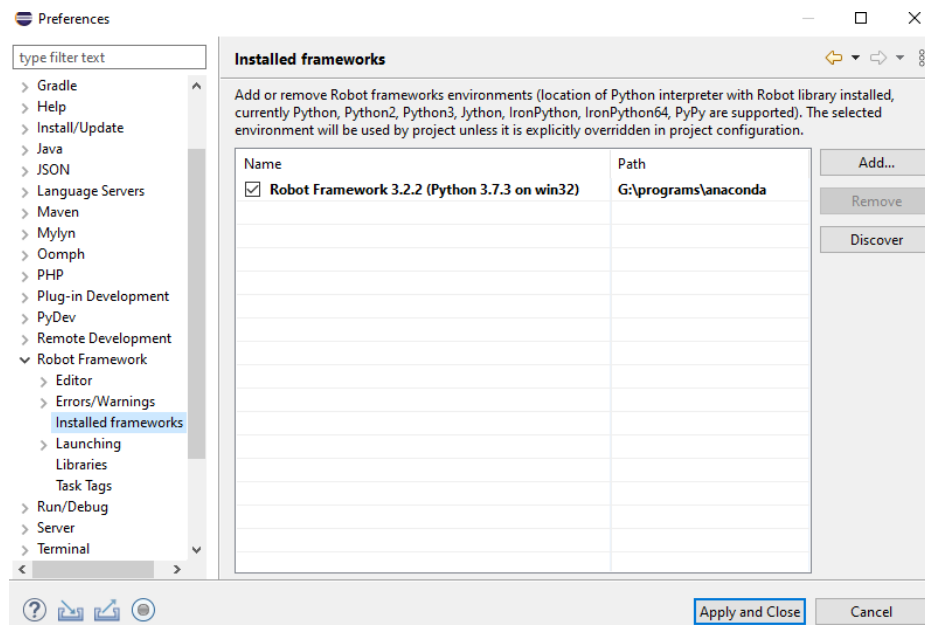 Preferences
type filter text
Gradle
Help
Install/Update
Java
JSON
Language Servers
Maven
Mylyn
Oomph
PHP
Plug-in Development
PyDev
Remote Development
Robot Framework
Editor
Errors/Warnings
Installed frameworks
Launching
Libraries
Task Tags
Run/Debug
Server
Terminal
Installed frameworks
Add or remove Robot frameworks environments (location of Python interpreter with Robot library installed,
currently Python, Python2, Python3, Jython, IronPython, IronPython64, PyPy are supported). The selected
environment will be used by project unless it is explicitly overridden in project configuration.
Name Path
Robot Framework 3.2.2 (Python 3.7.3 on win32) G:\programs\anaconda
Add...
Remove
Discover
Apply and Close
Cancel